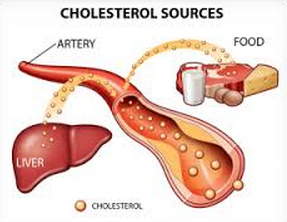 CHOLESTEROL SOURCES
ARTERY
FOOD
LIVER
CHOLESTEROL